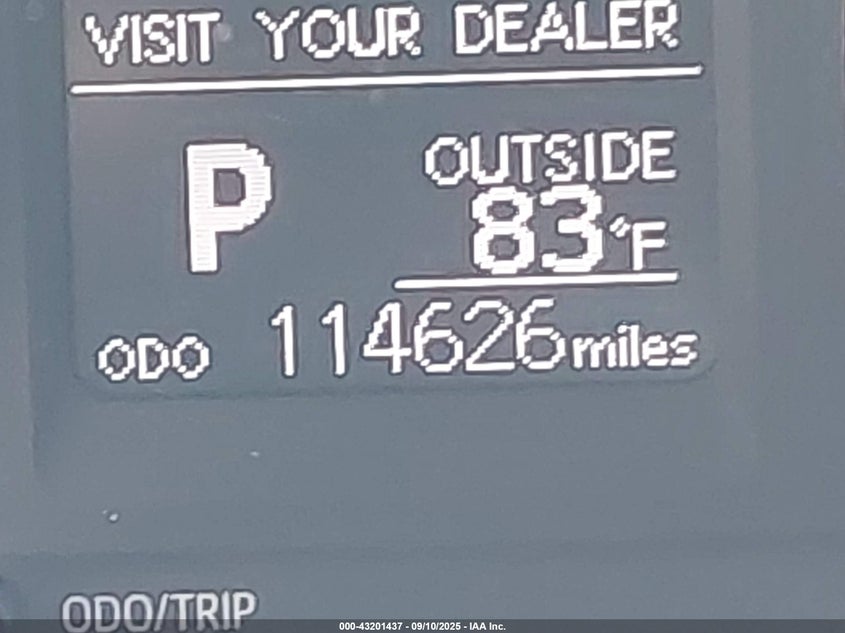 VISIT YOUR DEALER
P
OUTSIDE
83°F
ODO 114626 miles
ODO/TRIP
000-43201437 - 09/10/2025 - IAA Inc.